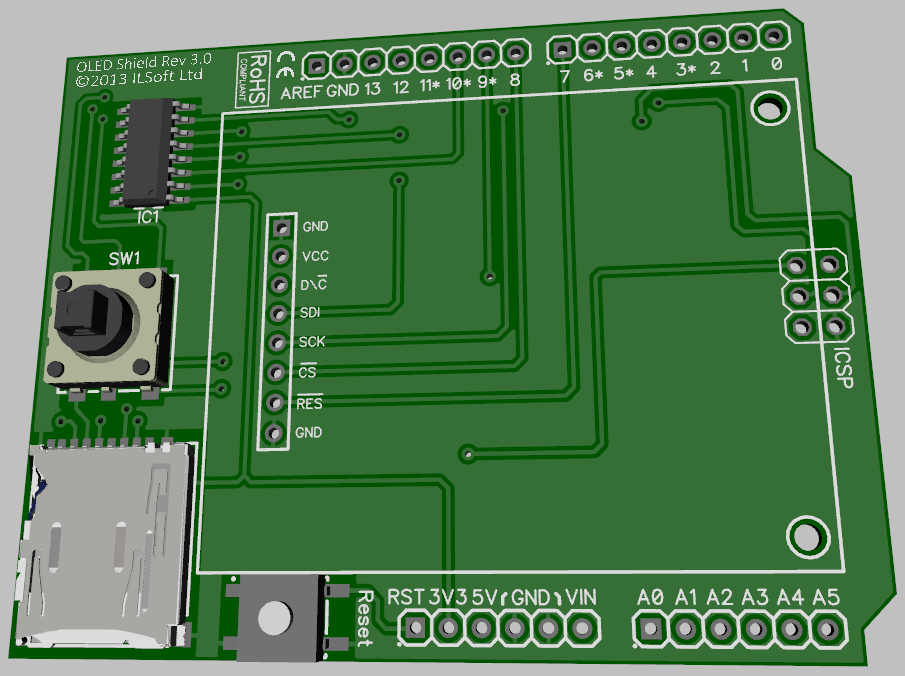 OLED Shield Rev 3.0
©2013 ILSoft Ltd
RoHS
COMPLIANT
CE
AREF GND 13 12 11* 10* 9* 8
7 6* 5* 4 3* 2 1 0
IC1
SW1
GND
VCC
D\C̅
SDI
SCK
C̅S̅
R̅E̅S̅
GND
ICSP
Reset
RST 3V3 5V GND VIN
A0 A1 A2 A3 A4 A5